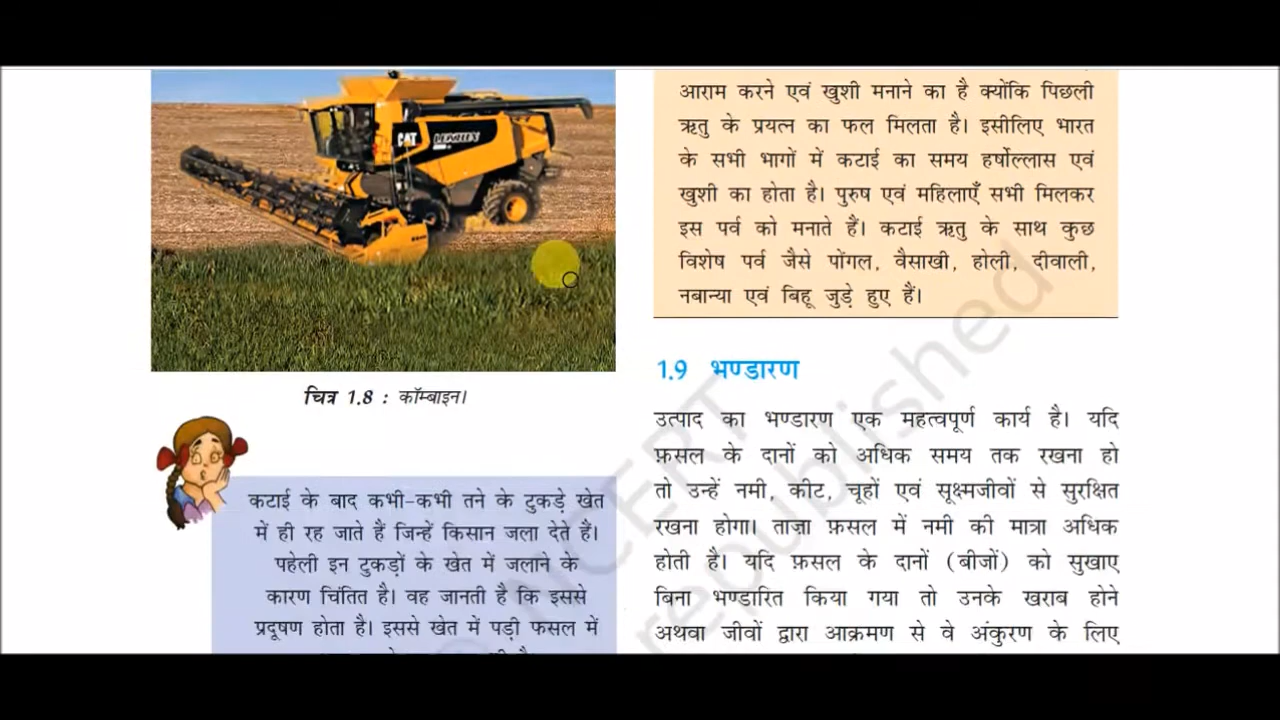 CAT
चित्र 1.8 : कॉम्बाइन।
कटाई के बाद कभी-कभी तने के टुकड़े खेत
में ही रह जाते हैं जिन्हें किसान जला देते हैं।
पहेली इन टुकड़ों के खेत में जलाने के
कारण चिंतित है। वह जानती है कि इससे
प्रदूषण होता है। इससे खेत में पड़ी फसल में
आराम करने एवं खुशी मनाने का है क्योंकि पिछली
ऋतु के प्रयत्न का फल मिलता है। इसीलिए भारत
के सभी भागों में कटाई का समय हर्षोल्लास एवं
खुशी का होता है। पुरुष एवं महिलाएँ सभी मिलकर
इस पर्व को मनाते हैं। कटाई ऋतु के साथ कुछ
विशेष पर्व जैसे पोंगल, वैसाखी, होली, दीवाली,
नबान्या एवं बिहू जुड़े हुए हैं।
1.9 भण्डारण
उत्पाद का भण्डारण एक महत्वपूर्ण कार्य है। यदि
फ़सल के दानों को अधिक समय तक रखना हो
तो उन्हें नमी, कीट, चूहों एवं सूक्ष्मजीवों से सुरक्षित
रखना होगा। ताज़ा फ़सल में नमी की मात्रा अधिक
होती है। यदि फ़सल के दानों (बीजों) को सुखाए
बिना भण्डारित किया गया तो उनके खराब होने
अथवा जीवों द्वारा आक्रमण से वे अंकुरण के लिए
NCERT
republished